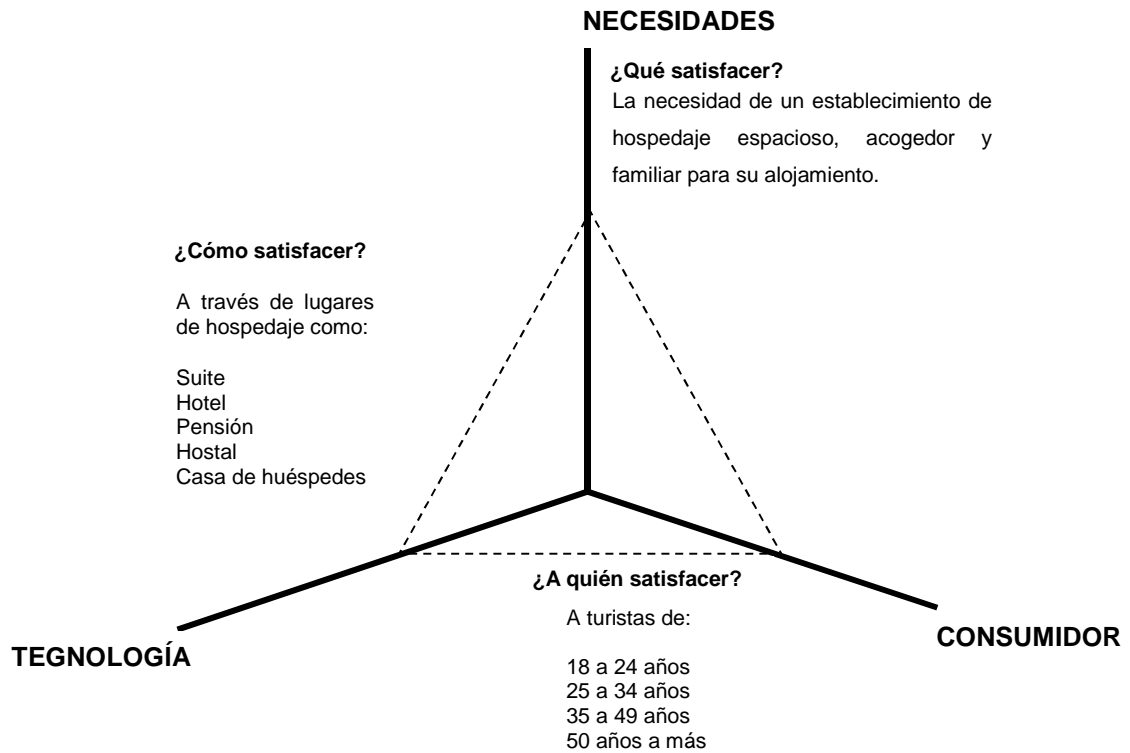 NECESIDADES
¿Qué satisfacer?
La necesidad de un establecimiento de
hospedaje espacioso, acogedor y
familiar para su alojamiento.
¿Cómo satisfacer?
A través de lugares
de hospedaje como:
Suite
Hotel
Pensión
Hostal
Casa de huéspedes
¿A quién satisfacer?
A turistas de:
18 a 24 años
25 a 34 años
35 a 49 años
50 años a más
TEGNOLOGÍA
CONSUMIDOR